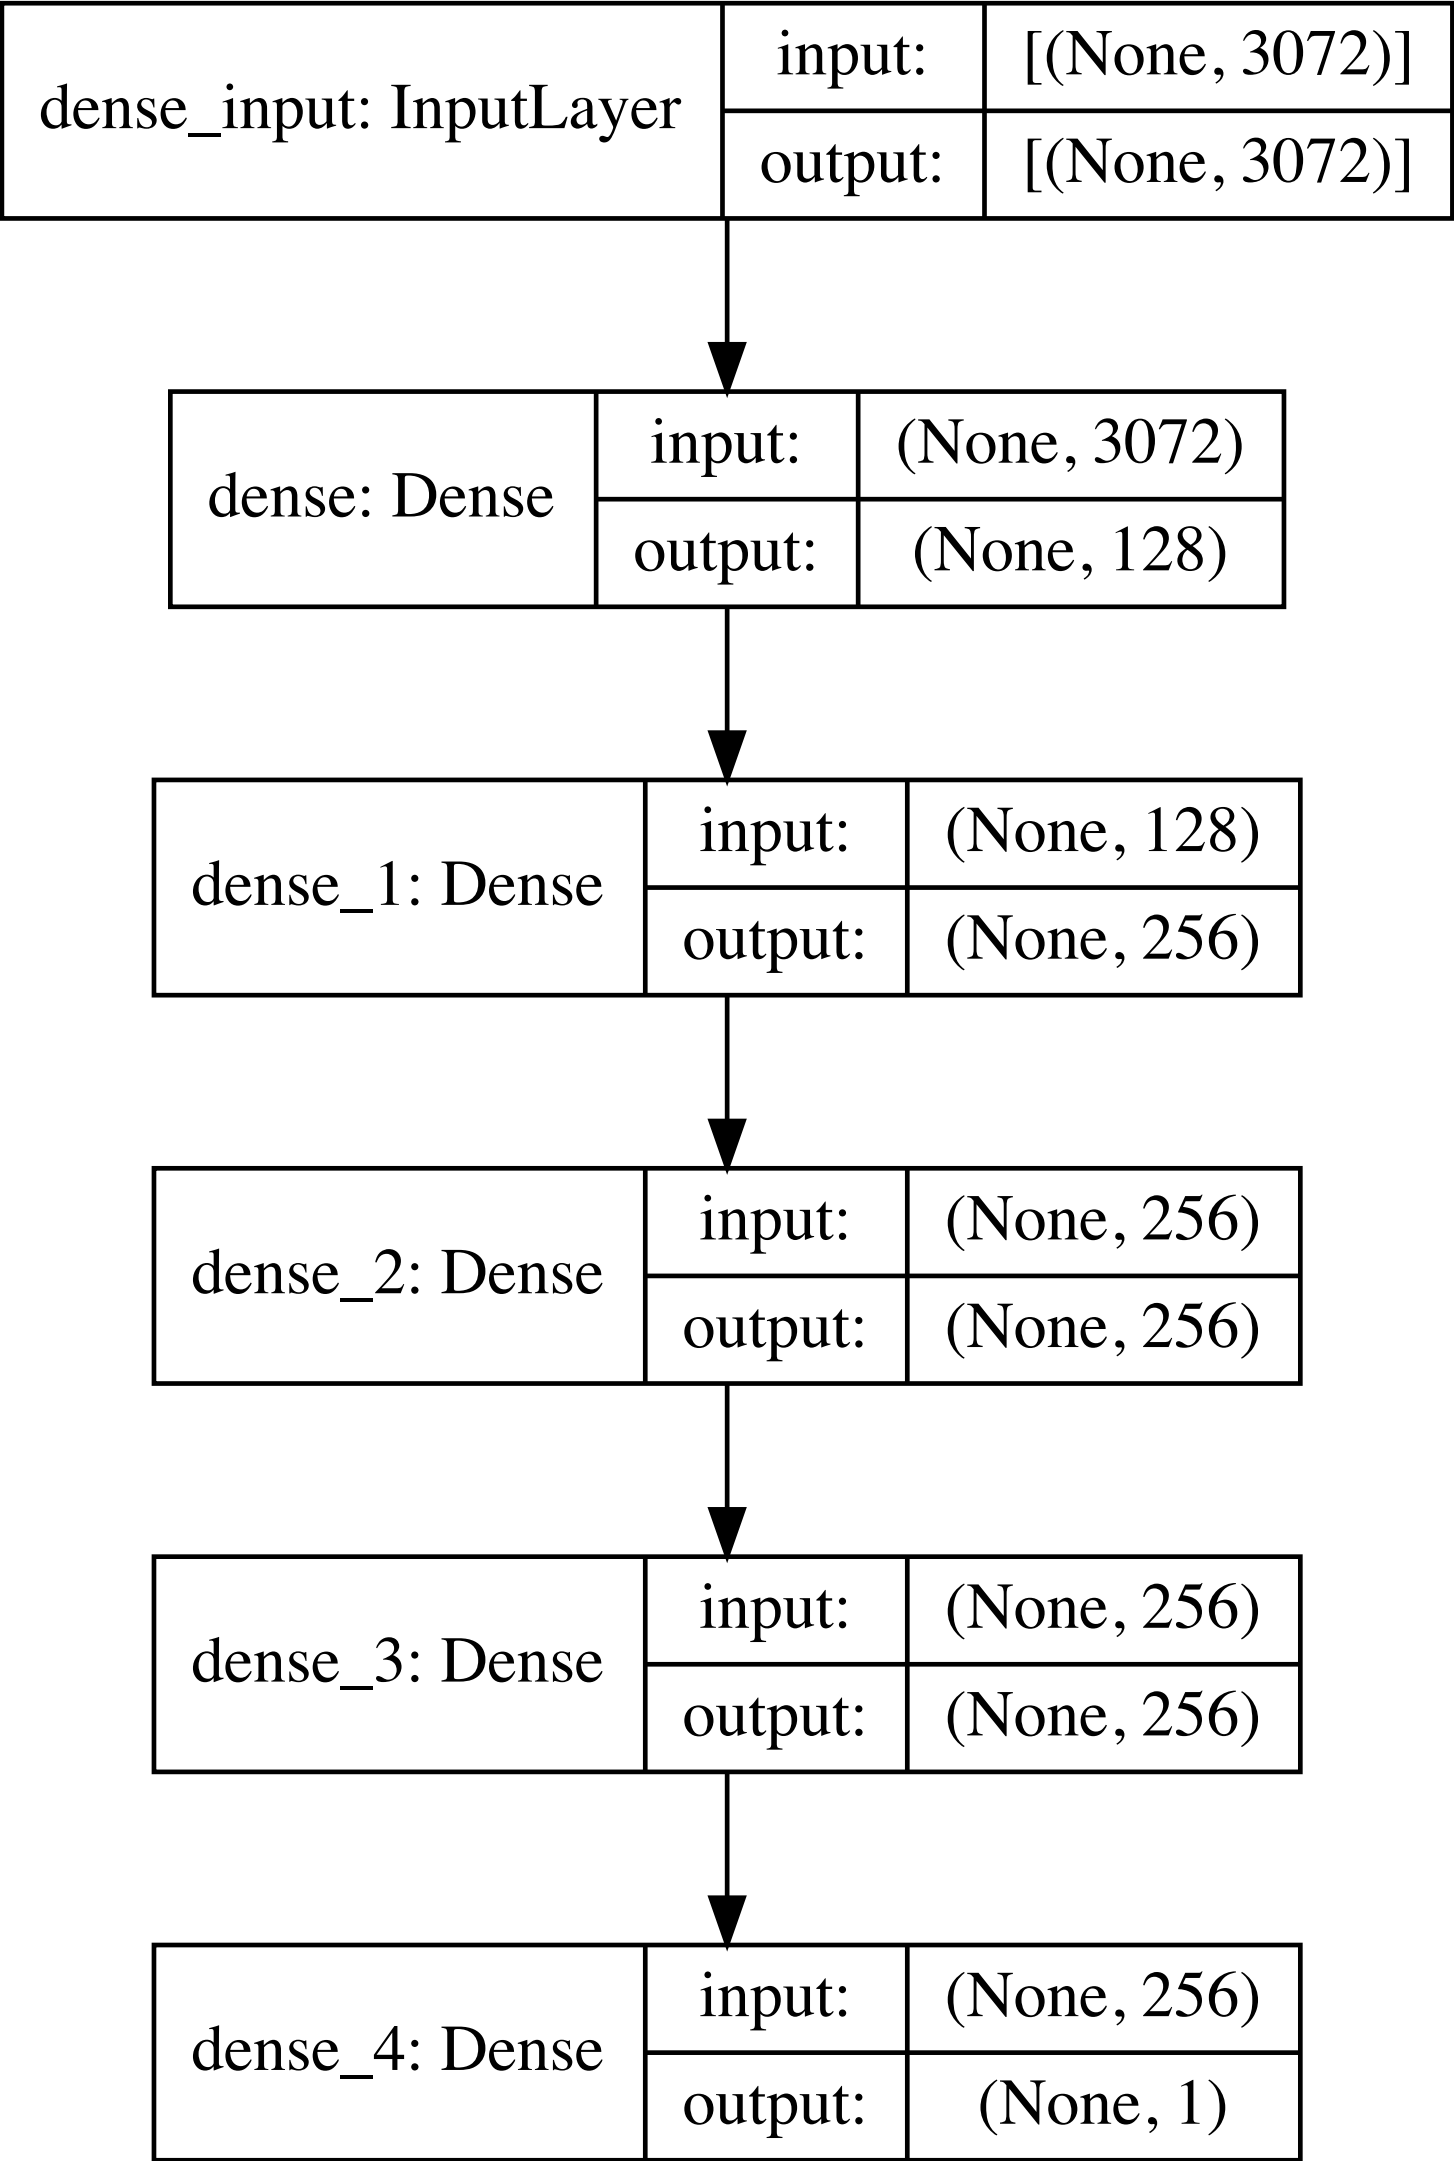 dense_input: InputLayer
input: [(None, 3072)]
output: [(None, 3072)]
dense: Dense
input: (None, 3072)
output: (None, 128)
dense_1: Dense
input: (None, 128)
output: (None, 256)
dense_2: Dense
input: (None, 256)
output: (None, 256)
dense_3: Dense
input: (None, 256)
output: (None, 256)
dense_4: Dense
input: (None, 256)
output: (None, 1)